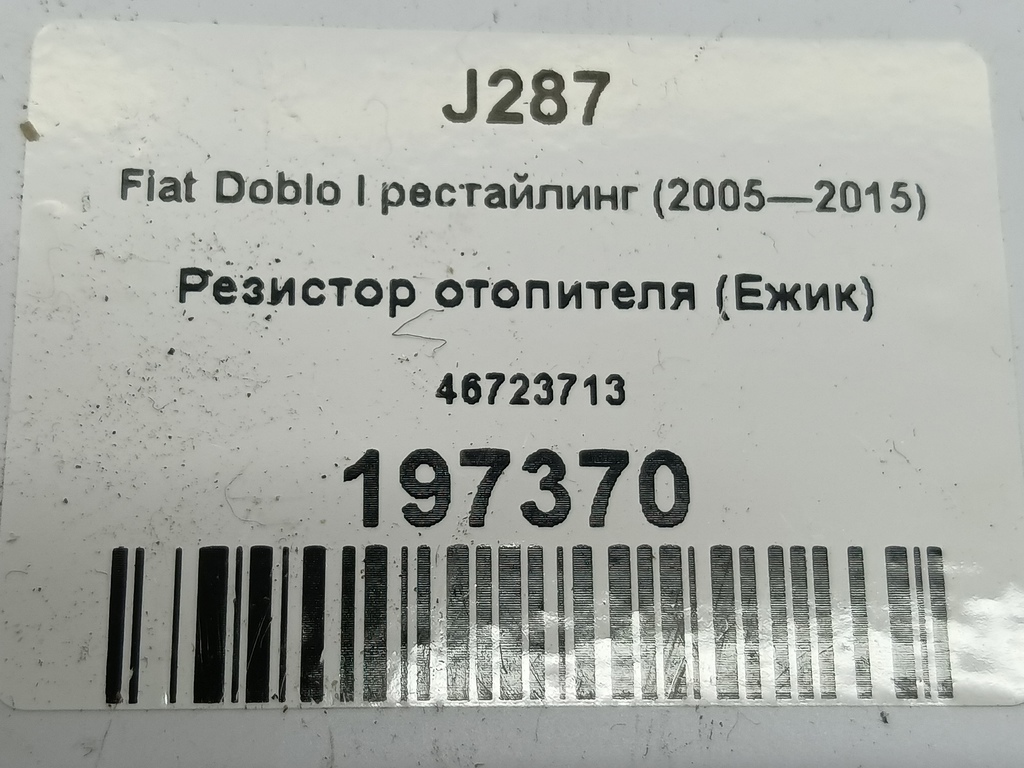 J287
Fiat Doblo I рестайлинг (2005—2015)
Резистор отопителя (Ежик)
46723713
197370